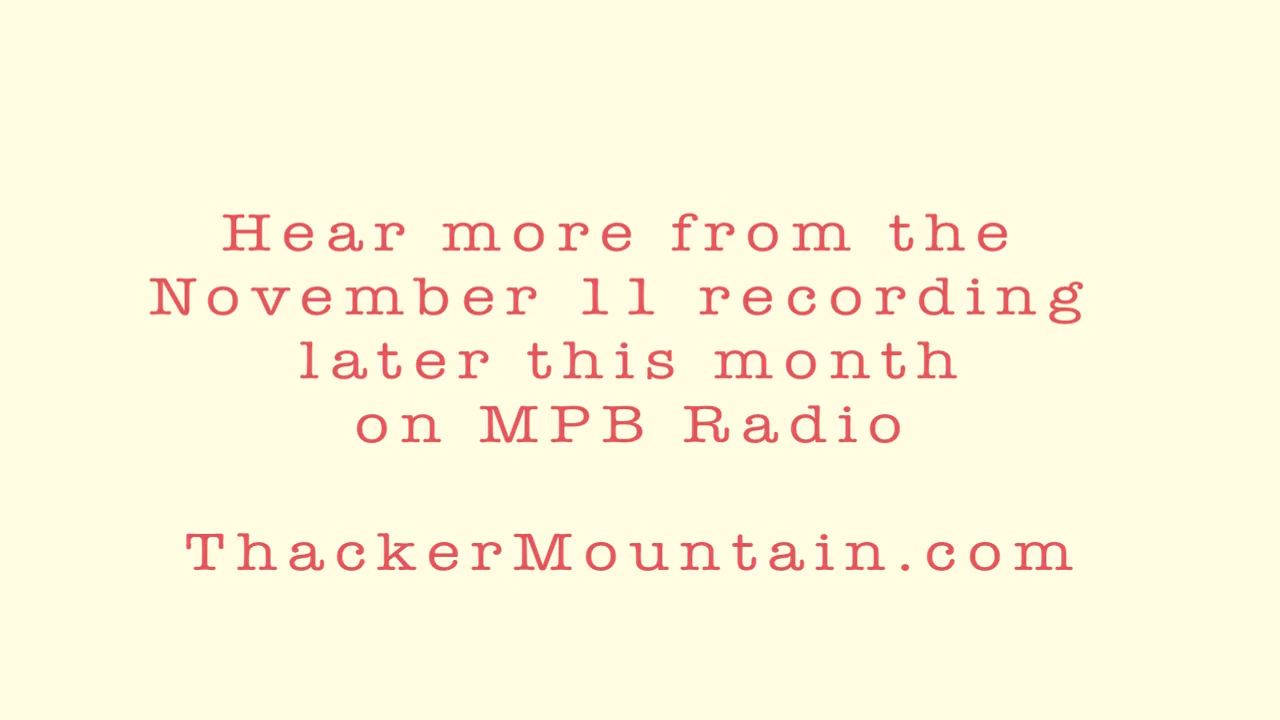 Hear more from the
November 11 recording
later this month
on MPB Radio
ThackerMountain.com